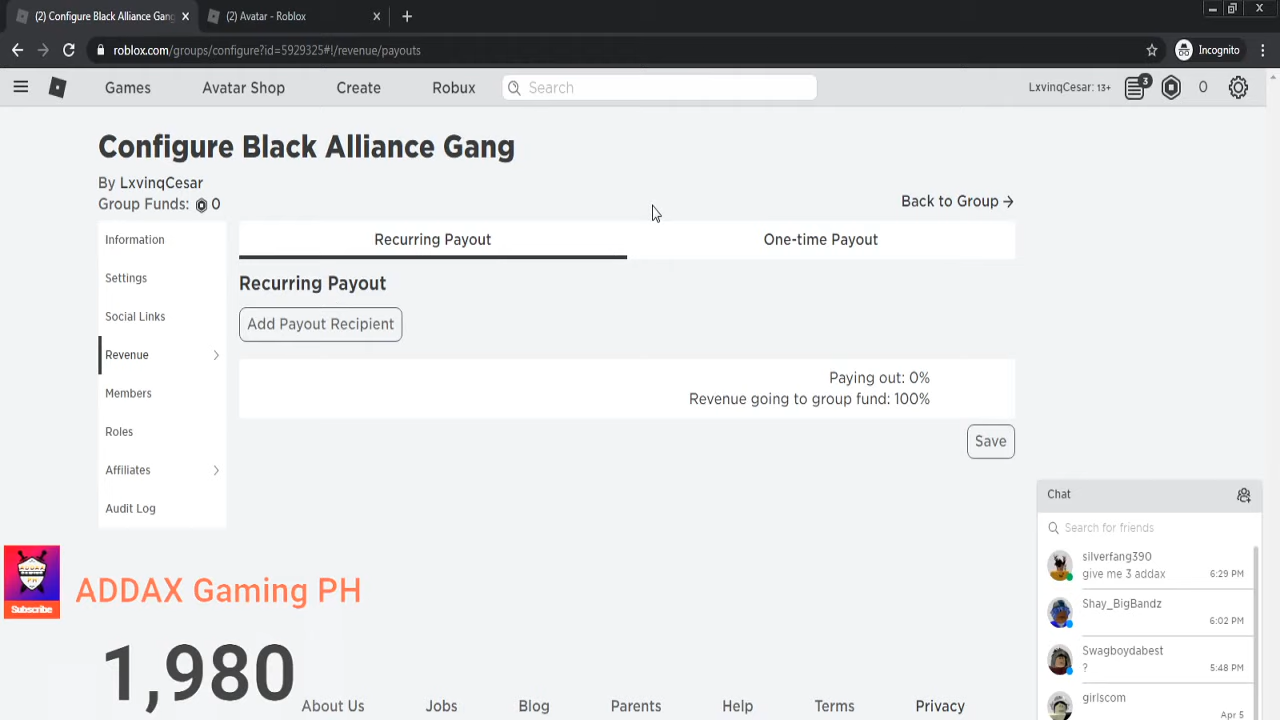 (2) Configure Black Alliance Gang
(2) Avatar - Roblox
roblox.com/groups/configure?id=5929325#!/revenue/payouts
Incognito
Games
Avatar Shop
Create
Robux
Search
LxvinqCesar: 13+
3
0
Configure Black Alliance Gang
By LxvinqCesar
Group Funds: 0
Back to Group →
Information
Settings
Social Links
Revenue
Members
Roles
Affiliates
Audit Log
Recurring Payout
One-time Payout
Recurring Payout
Add Payout Recipient
Paying out: 0%
Revenue going to group fund: 100%
Save
Chat
Search for friends
silverfang390
give me 3 addax 6:29 PM
Shay_BigBandz
6:02 PM
Swagboydabest
? 5:48 PM
girlscom
Apr 5
ADDAX
PH
Subscribe
ADDAX Gaming PH
1,980
About Us
Jobs
Blog
Parents
Help
Terms
Privacy